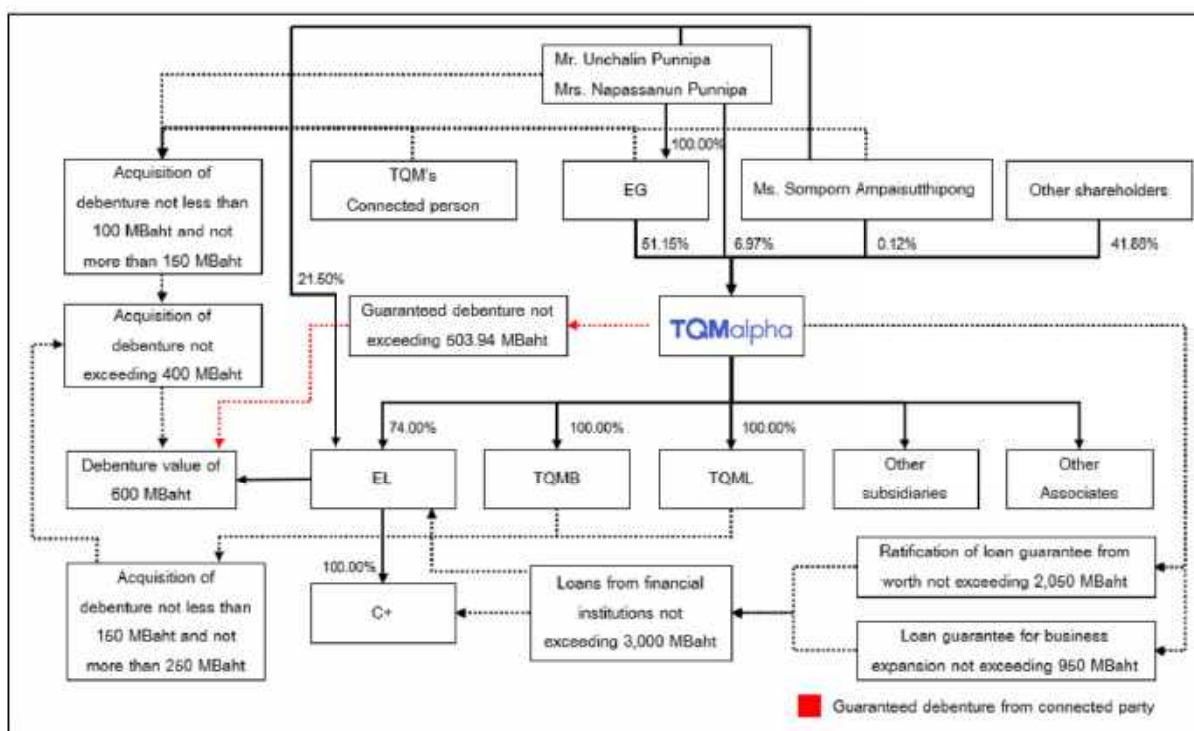 Mr. Unchalin Punnipa
Mrs. Napassanun Punnipa
100.00%
Acquisition of
debenture not less than
100 MBaht and not
more than 150 MBaht
TQM's
Connected person
EG
Ms. Somporn Ampaisutthipong
Other shareholders
51.15%
6.97%
0.12%
41.88%
21.50%
Acquisition of
debenture not
exceeding 400 MBaht
Guaranteed debenture not
exceeding 603.94 MBaht
TQMalpha
74.00%
100.00%
100.00%
Debenture value of
600 MBaht
EL
TQMB
TQML
Other
subsidiaries
Other
Associates
Acquisition of
debenture not less than
150 MBaht and not
more than 250 MBaht
100.00%
C+
Loans from financial
institutions not
exceeding 3,000 MBaht
Ratification of loan guarantee from
worth not exceeding 2,050 MBaht
Loan guarantee for business
expansion not exceeding 950 MBaht
Guaranteed debenture from connected party